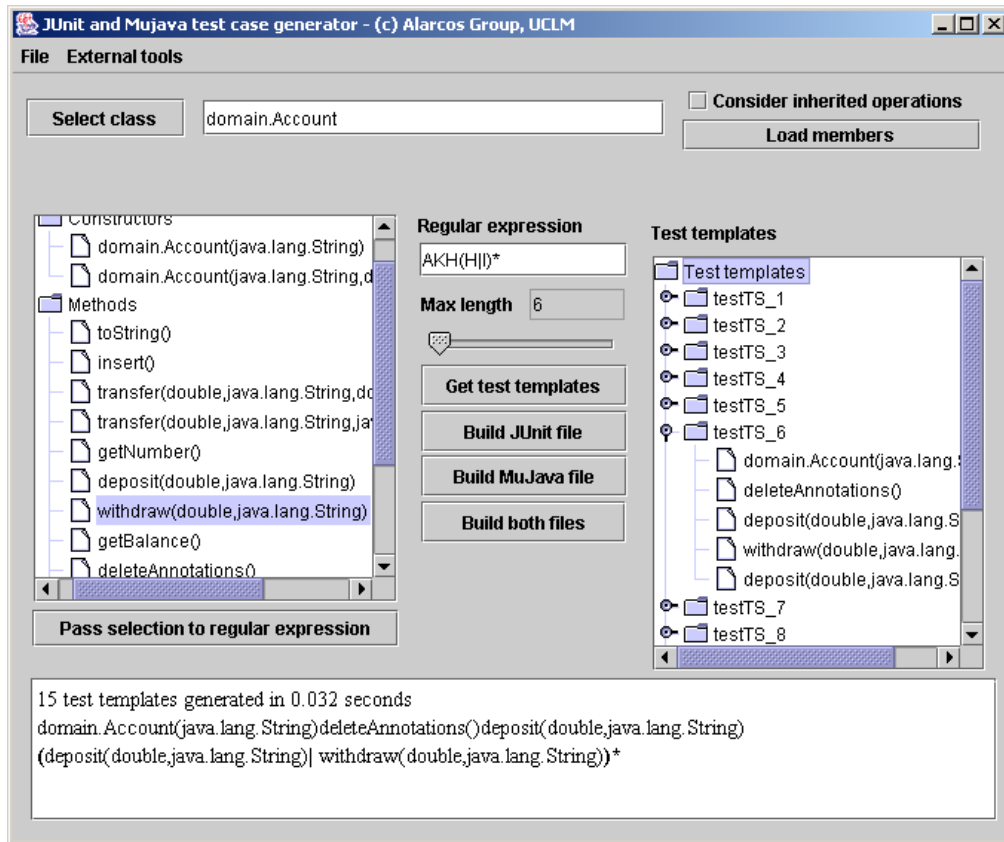 JUnit and Mujava test case generator - (c) Alarcos Group, UCLM
File External tools
Select class
domain.Account
Consider inherited operations
Load members
Constructors
domain.Account(java.lang.String)
domain.Account(java.lang.String,d
Methods
toString()
insert()
transfer(double,java.lang.String,do
transfer(double,java.lang.String,ja
getNumber()
deposit(double,java.lang.String)
withdraw(double,java.lang.String)
getBalance()
deleteAnnotations()
Pass selection to regular expression
Regular expression
AKH(H|I)*
Max length 6
Get test templates
Build JUnit file
Build MuJava file
Build both files
Test templates
Test templates
testTS_1
testTS_2
testTS_3
testTS_4
testTS_5
testTS_6
domain.Account(java.lang.
deleteAnnotations()
deposit(double,java.lang.S
withdraw(double,java.lang.
deposit(double,java.lang.S
testTS_7
testTS_8
15 test templates generated in 0.032 seconds
domain.Account(java.lang.String)deleteAnnotations()deposit(double,java.lang.String)
(deposit(double,java.lang.String)| withdraw(double,java.lang.String))*